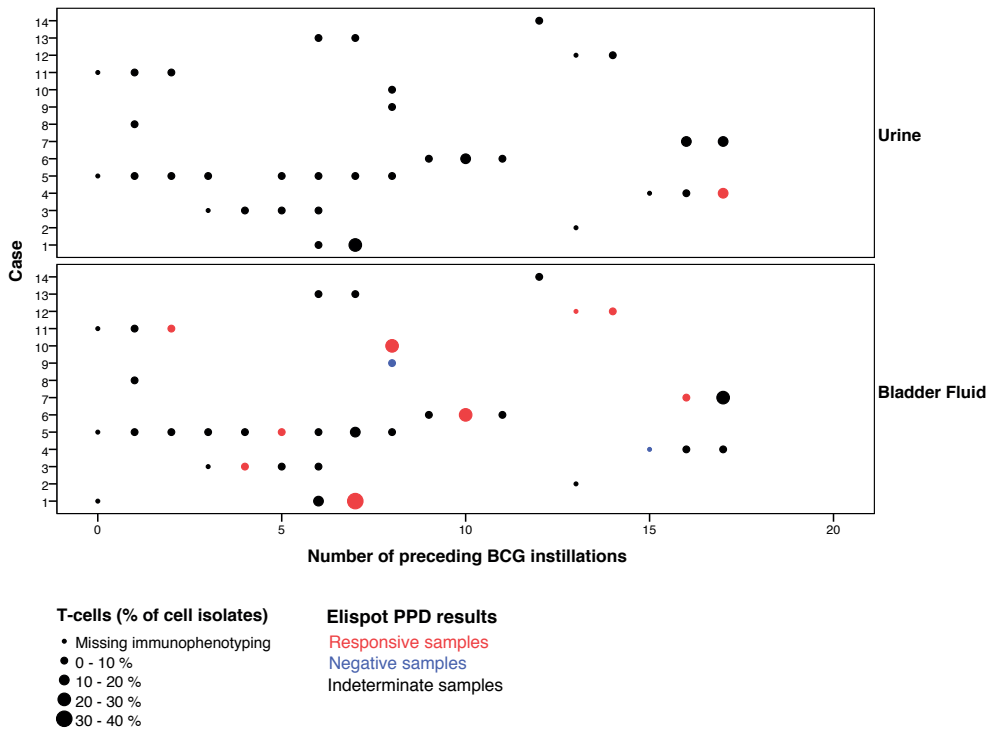 14
13
12
11
10
9
8
7
6
5
4
3
2
1
Urine
Case
14
13
12
11
10
9
8
7
6
5
4
3
2
1
Bladder Fluid
0 5 10 15 20
Number of preceding BCG instillations
T-cells (% of cell isolates)
Missing immunophenotyping
0 - 10 %
10 - 20 %
20 - 30 %
30 - 40 %
Elispot PPD results
Responsive samples
Negative samples
Indeterminate samples